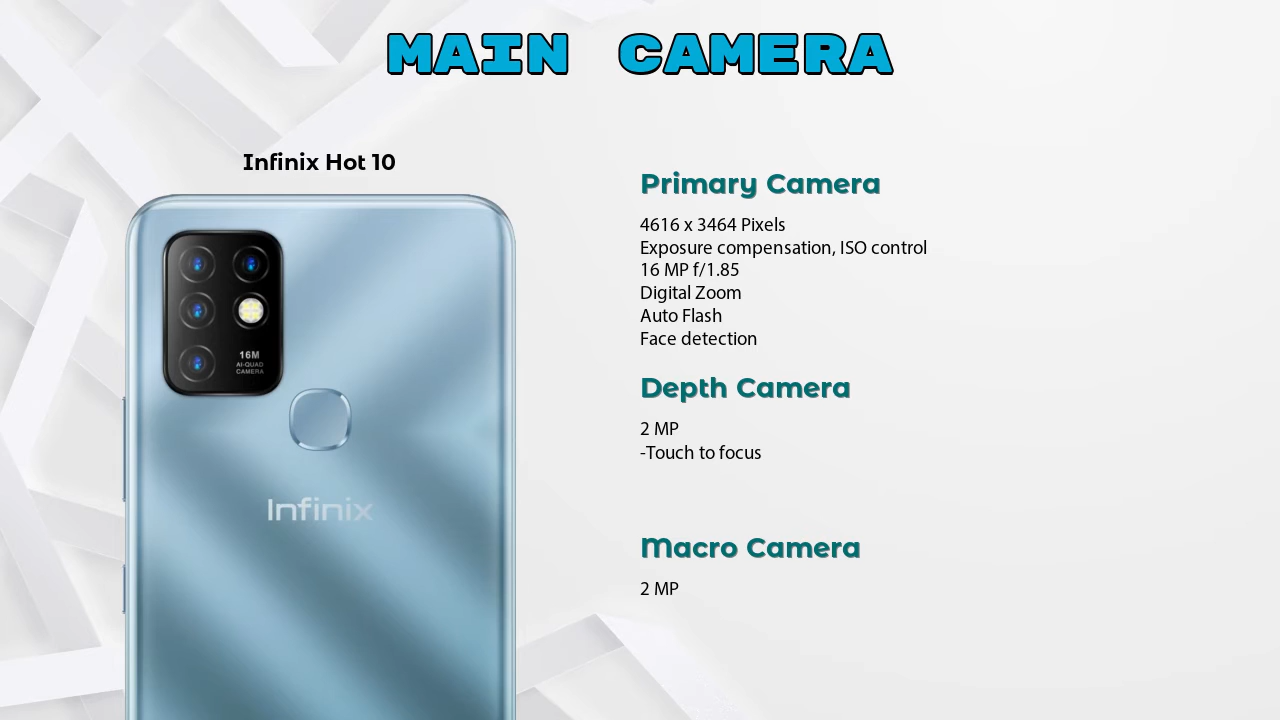 MAIN CAMERA
Infinix Hot 10
16M
AI-QUAD
CAMERA
Infinix
Primary Camera
4616 x 3464 Pixels
Exposure compensation, ISO control
16 MP f/1.85
Digital Zoom
Auto Flash
Face detection
Depth Camera
2 MP
-Touch to focus
Macro Camera
2 MP